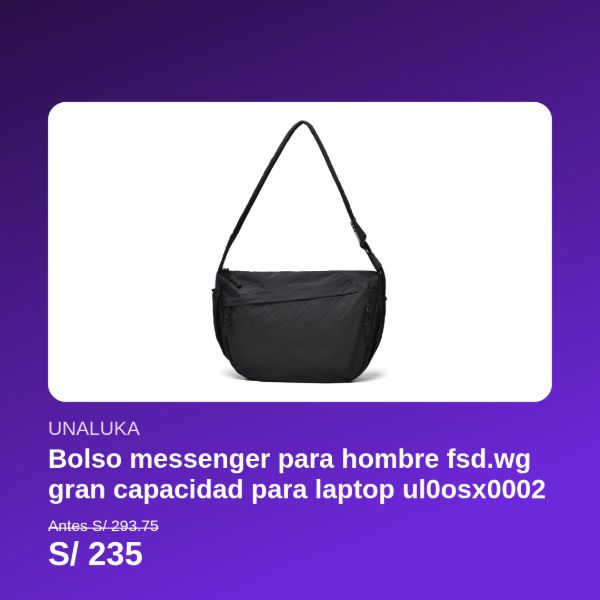 UNALUKA
Bolso messenger para hombre fsd.wg
gran capacidad para laptop ul0osx0002
Antes S/ 293.75
S/ 235